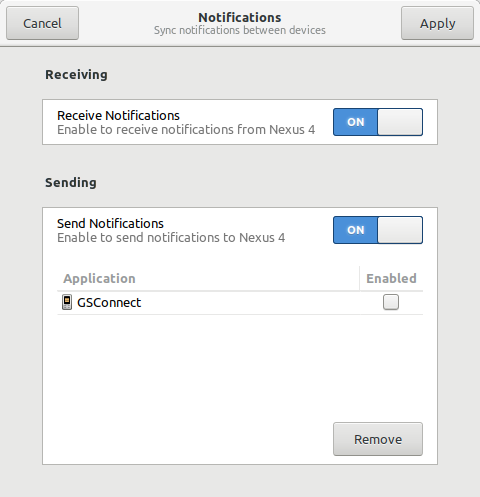 Cancel
Notifications
Sync notifications between devices
Apply
Receiving
Receive Notifications
Enable to receive notifications from Nexus 4
ON
Sending
Send Notifications
Enable to send notifications to Nexus 4
ON
Application
Enabled
GSConnect
Remove